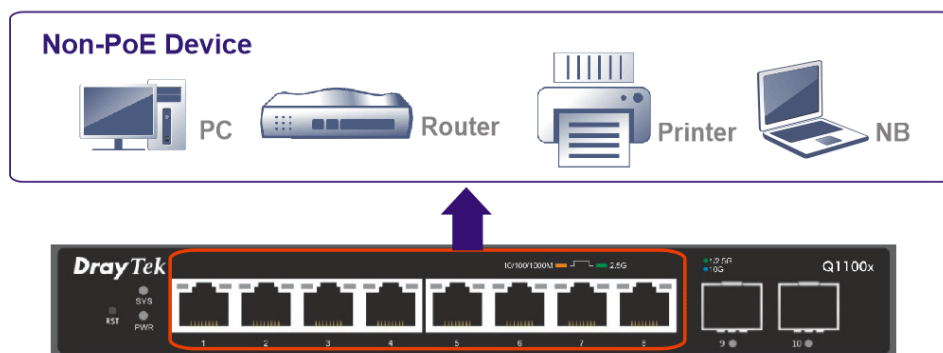 Non-PoE Device
PC
Router
Printer
NB
DrayTek
10/100/1000M
2.5G
1/2.5G
10G
Q1100x
SYS
RST
PWR
1 2 3 4 5 6 7 8 9 10